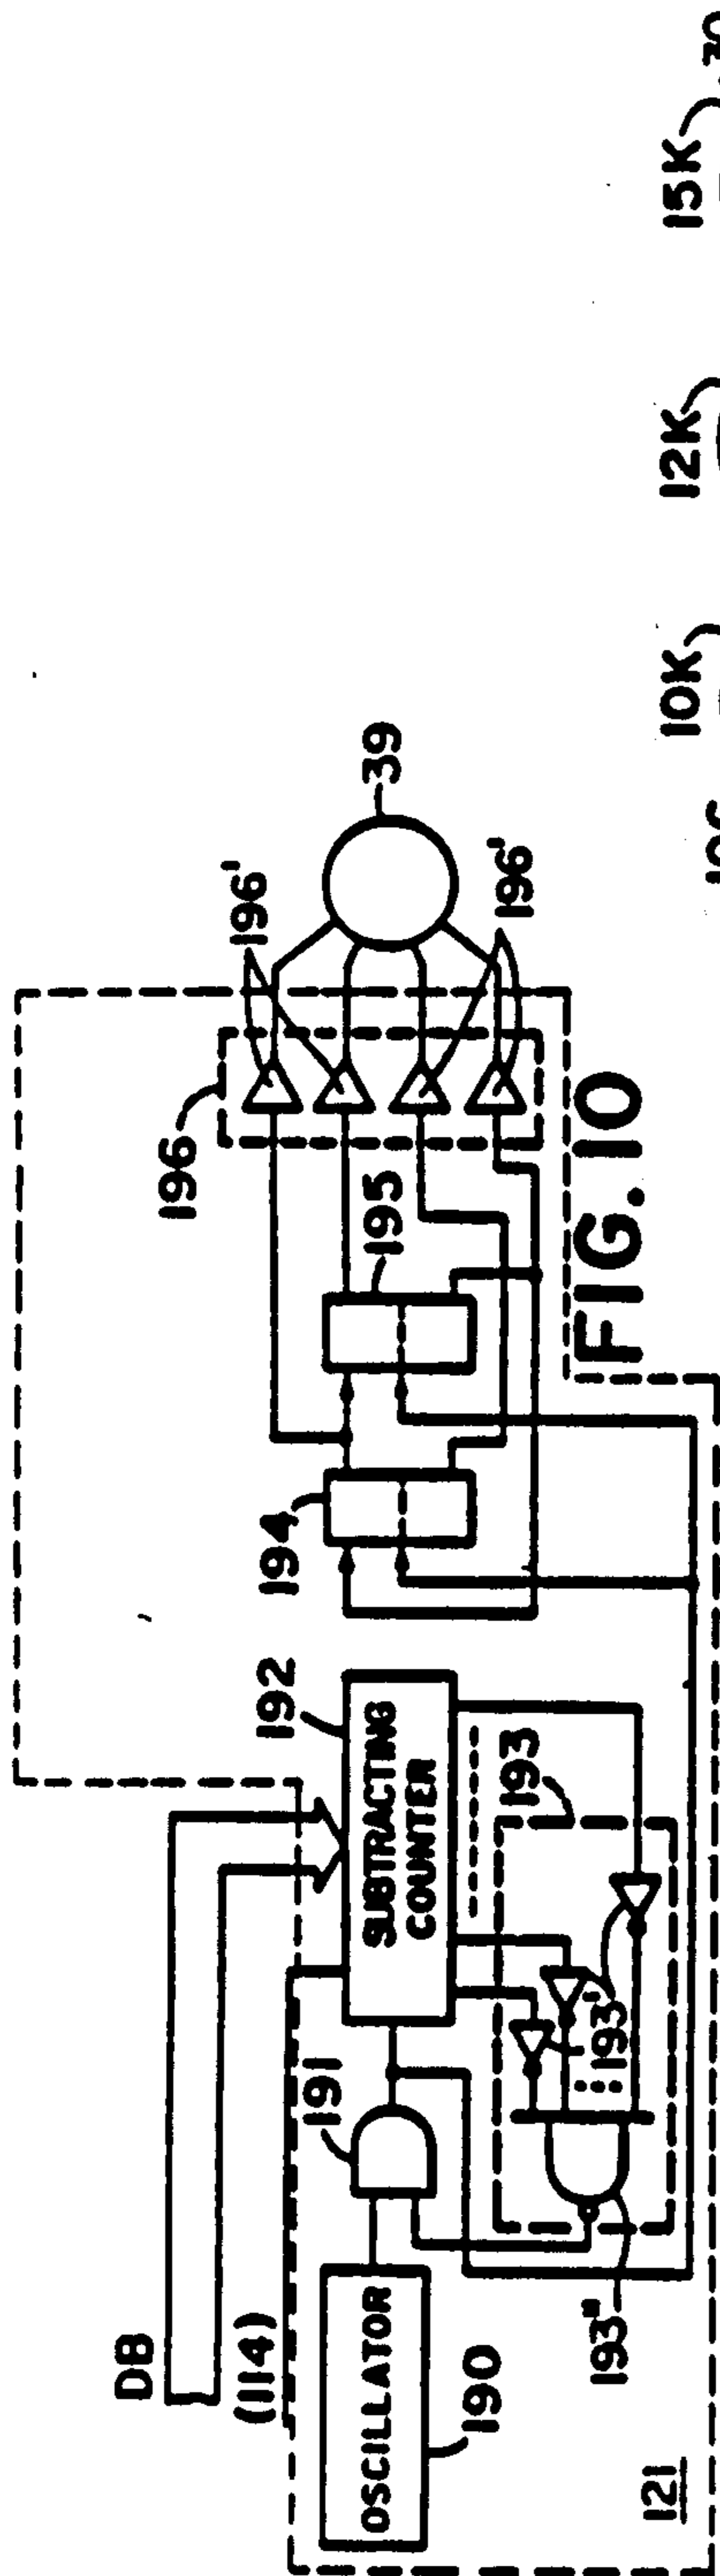 DB
(114)
OSCILLATOR
190
191
SUBTRACTING
COUNTER
192
193
193'
193"
194
195
196
196'
196'
39
121
FIG. 10
10K
12K
15K